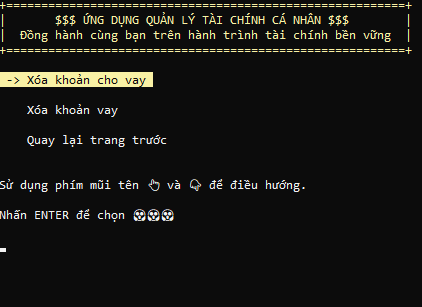 +=====================================================+
|       $$$ ỨNG DỤNG QUẢN LÝ TÀI CHÍNH CÁ NHÂN $$$       |
|  Đồng hành cùng bạn trên hành trình tài chính bền vững  |
+=====================================================+
-> Xóa khoản cho vay
Xóa khoản vay
Quay lại trang trước
Sử dụng phím mũi tên 👆 và 👇 để điều hướng.
Nhấn ENTER để chọn 💀💀💀